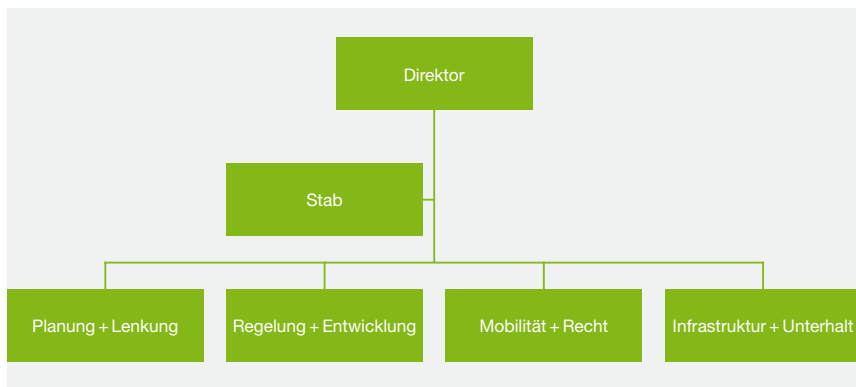 Direktor
Stab
Planung + Lenkung
Regelung + Entwicklung
Mobilität + Recht
Infrastruktur + Unterhalt